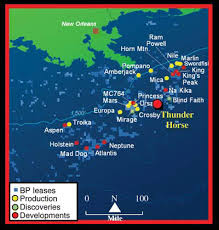 New Orleans
Ram
Powell
Horn Mtn.
Nile
Marlin
Pompano
Swordfish
Amberjack
King
King's
Peak
Mica
Princess
Na Kika
MC764
Ursa
Blind Faith
Mars
Europa
Crosby
Thunder
Horse
Mirage
Troika
Aspen
Holstein
Neptune
Mad Dog
Atlantis
BP leases
Production
Discoveries
Developments
N
0
100
Mile